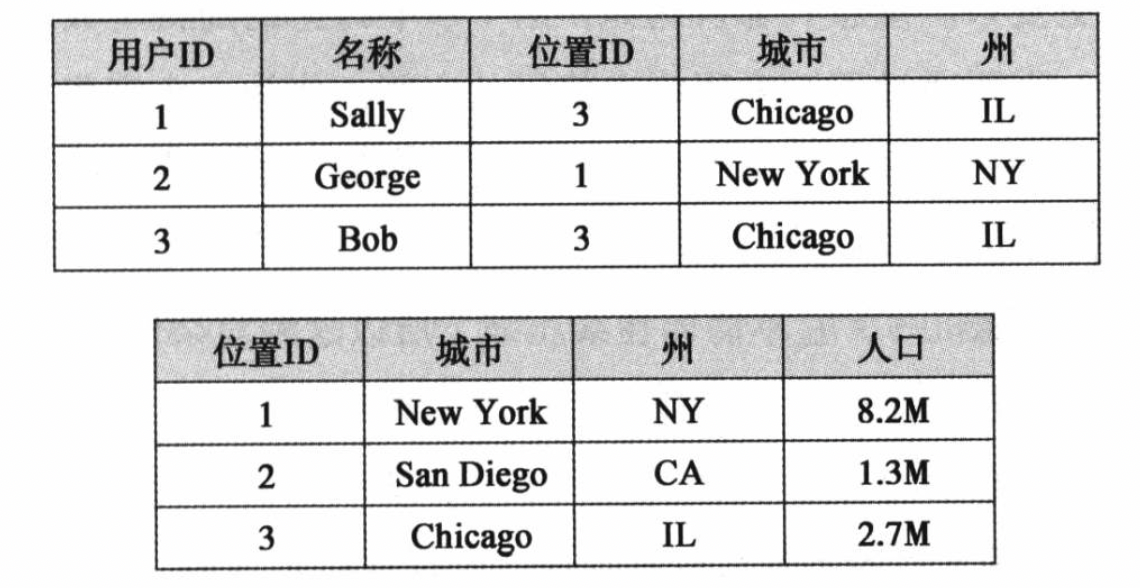 用户ID 名称 位置ID 城市 州
1 Sally 3 Chicago IL
2 George 1 New York NY
3 Bob 3 Chicago IL
位置ID 城市 州 人口
1 New York NY 8.2M
2 San Diego CA 1.3M
3 Chicago IL 2.7M